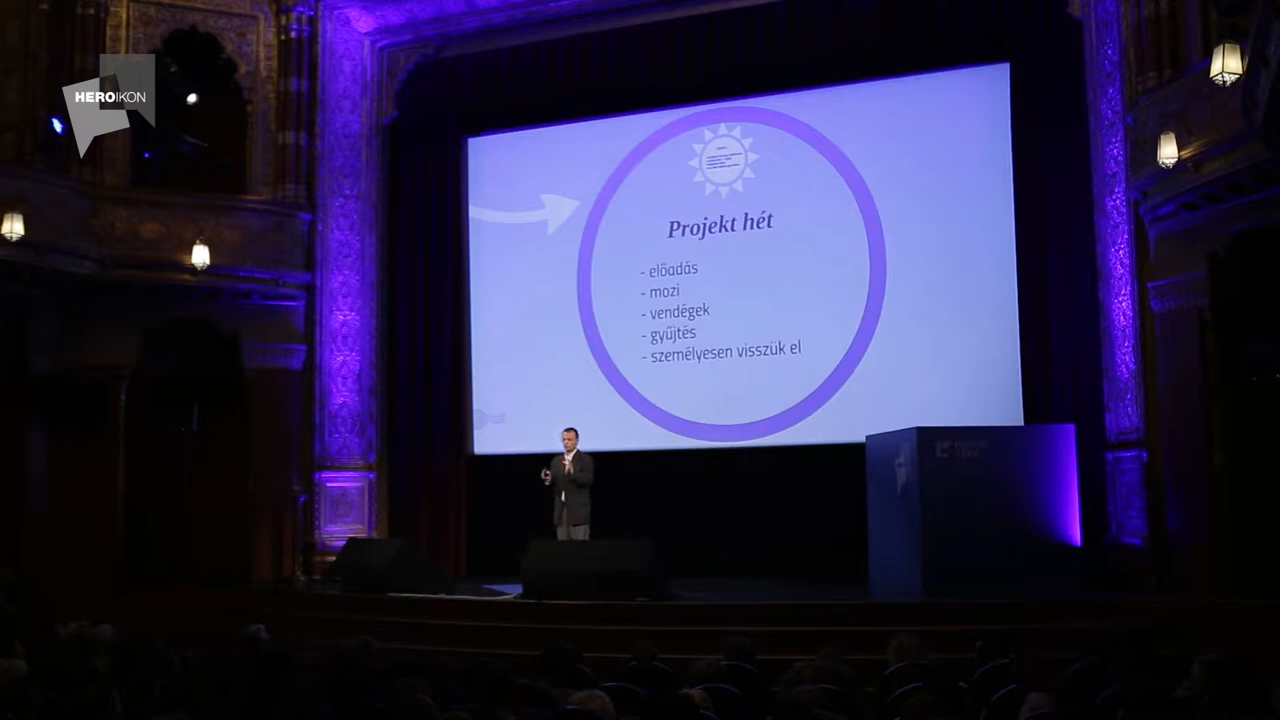 HEROIKON
Projekt hét
- előadás
- mozi
- vendégek
- gyűjtés
- személyesen visszük el